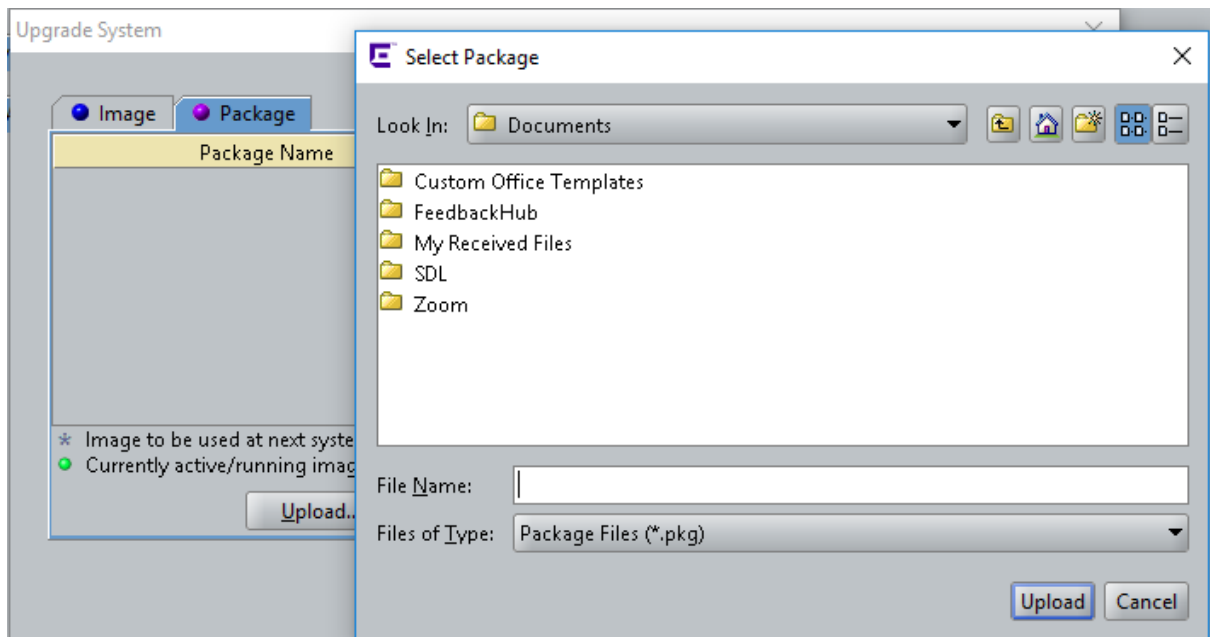 Upgrade System
Image
Package
Package Name
* Image to be used at next syste
Currently active/running imag
Upload..
Select Package
Look In:
Documents
Custom Office Templates
FeedbackHub
My Received Files
SDL
Zoom
File Name:
Files of Type:
Package Files (*.pkg)
Upload
Cancel